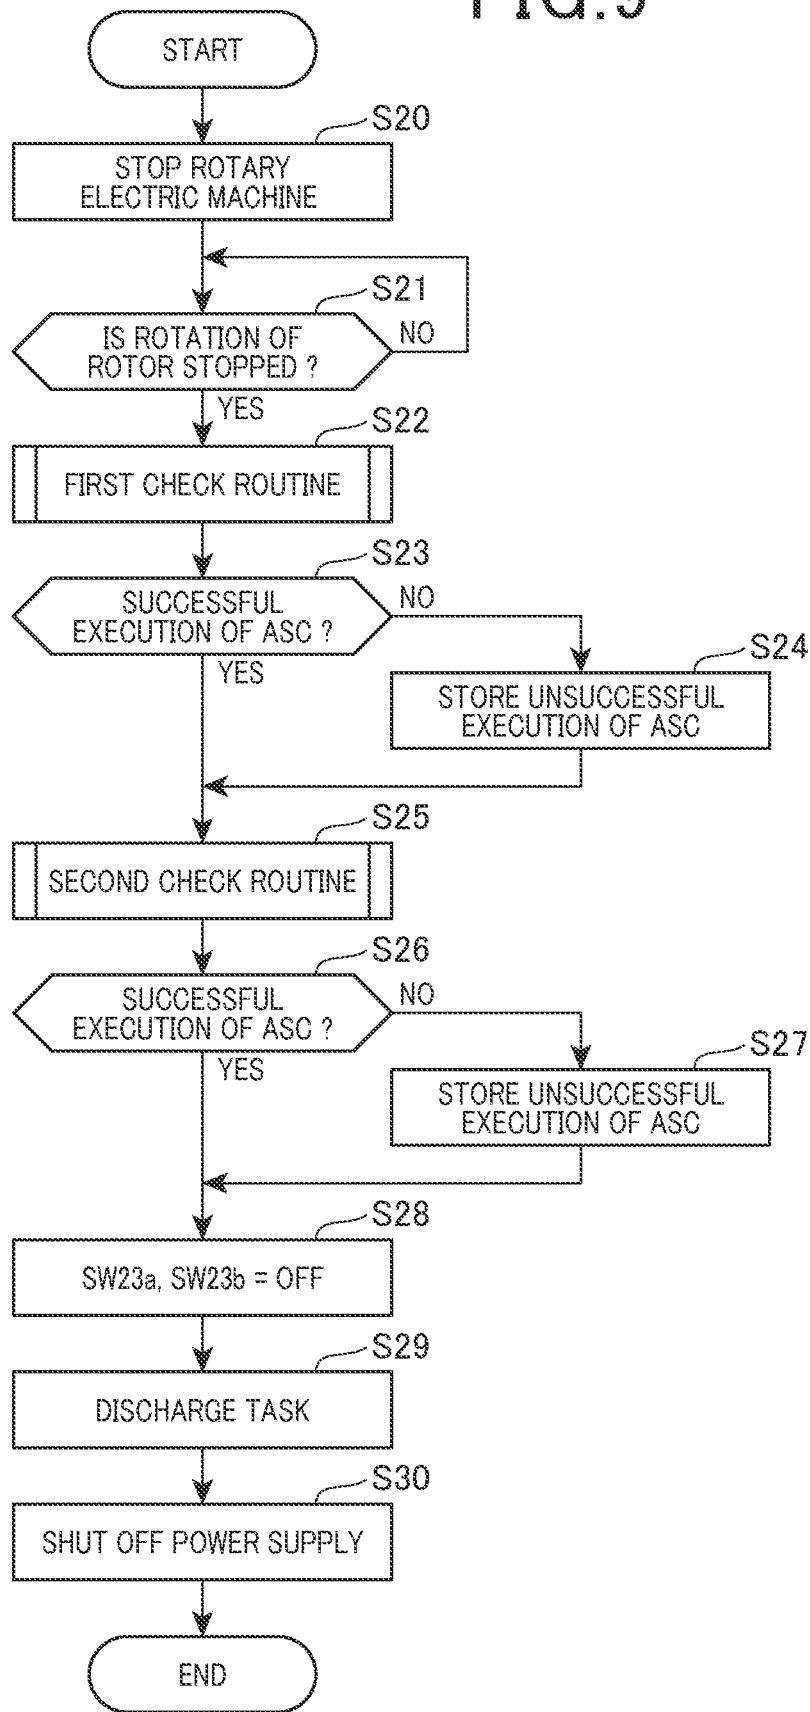 FIG.9
START
S20
STOP ROTARY
ELECTRIC MACHINE
S21
IS ROTATION OF
ROTOR STOPPED ?
NO
YES
S22
FIRST CHECK ROUTINE
S23
SUCCESSFUL
EXECUTION OF ASC ?
NO
YES
S24
STORE UNSUCCESSFUL
EXECUTION OF ASC
S25
SECOND CHECK ROUTINE
S26
SUCCESSFUL
EXECUTION OF ASC ?
NO
YES
S27
STORE UNSUCCESSFUL
EXECUTION OF ASC
S28
SW23a, SW23b = OFF
S29
DISCHARGE TASK
S30
SHUT OFF POWER SUPPLY
END